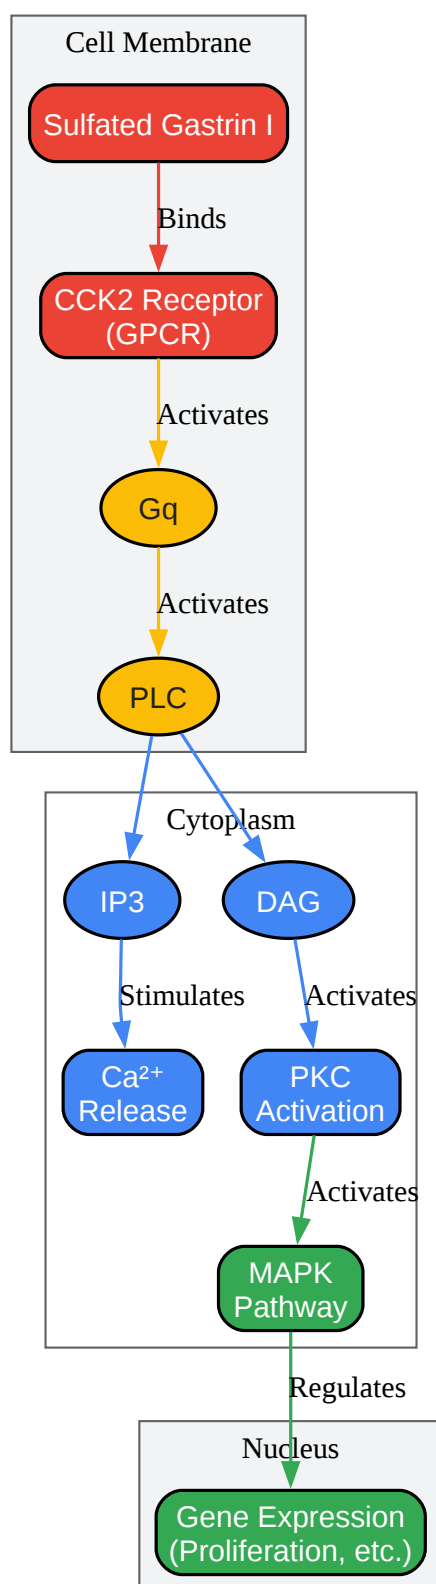 Cell Membrane
Sulfated Gastrin I
Binds
CCK2 Receptor
(GPCR)
Activates
Gq
Activates
PLC
Cytoplasm
IP3
DAG
Stimulates
Activates
Ca²⁺
Release
PKC
Activation
Activates
MAPK
Pathway
Regulates
Nucleus
Gene Expression
(Proliferation, etc.)